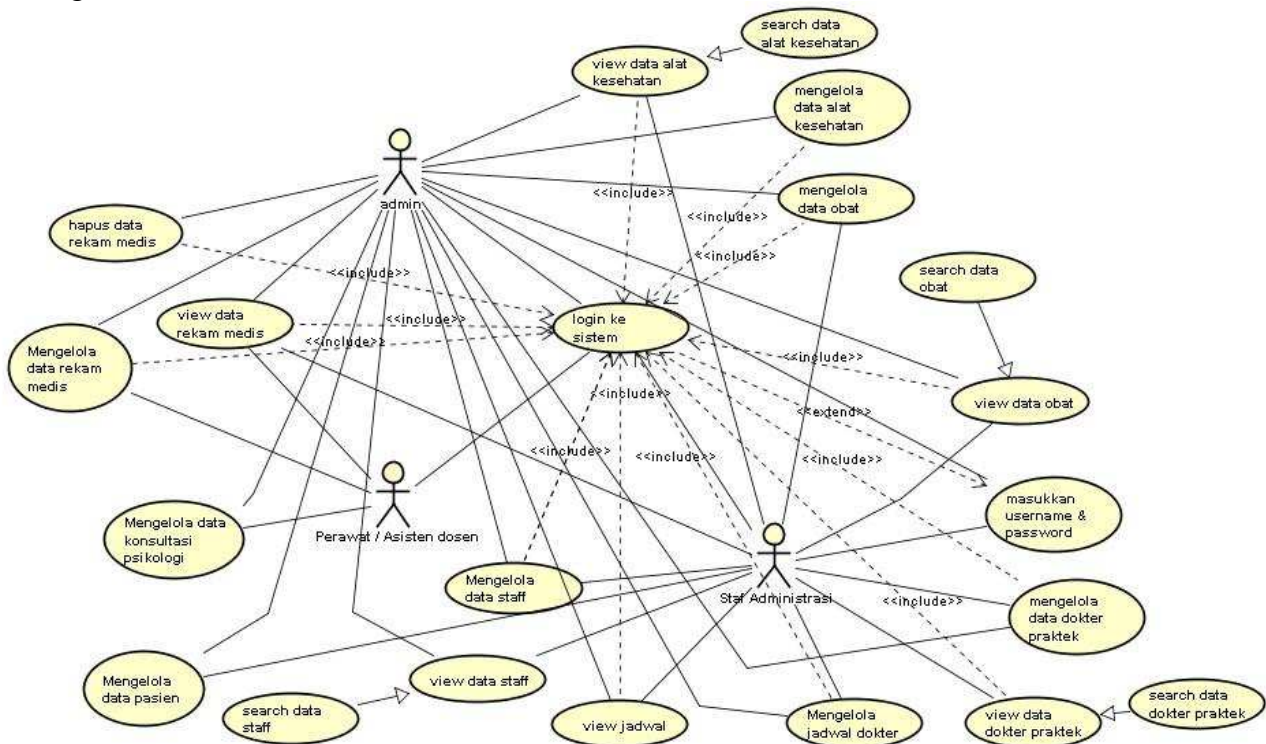 search data
alat kesehatan
view data alat
kesehatan
mengelola
data alat
kesehatan
admin
<<include>>
mengelola
data obat
hapus data
rekam medis
<<include>>
<<include>>
<<include>>
search data
obat
view data
rekam medis
<<include>>
<<include>>
login ke
sistem
Mengelola
data rekam
medis
<<include>>
view data obat
<<include>>
<<extend>>
<<include>>
<<include>>
<<include>>
masukkan
username &
password
Mengelola data
konsultasi
psikologi
Perawat / Asisten dosen
Mengelola
data staff
Staf Administrasi
<<include>>
mengelola
data dokter
praktek
Mengelola
data pasien
view data staff
search data
staff
view jadwal
Mengelola
jadwal dokter
view data
dokter praktek
search data
dokter praktek